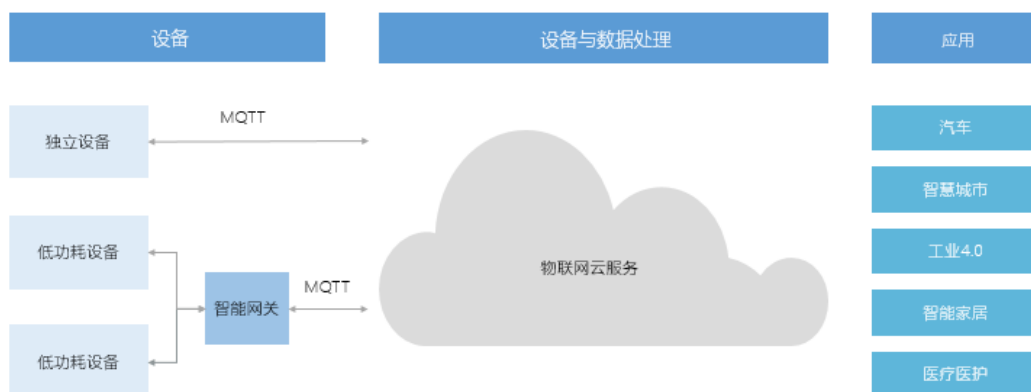 设备
设备与数据处理
应用
独立设备
MQTT
汽车
智慧城市
低功耗设备
物联网云服务
工业4.0
智能网关
MQTT
智能家居
低功耗设备
医疗医护